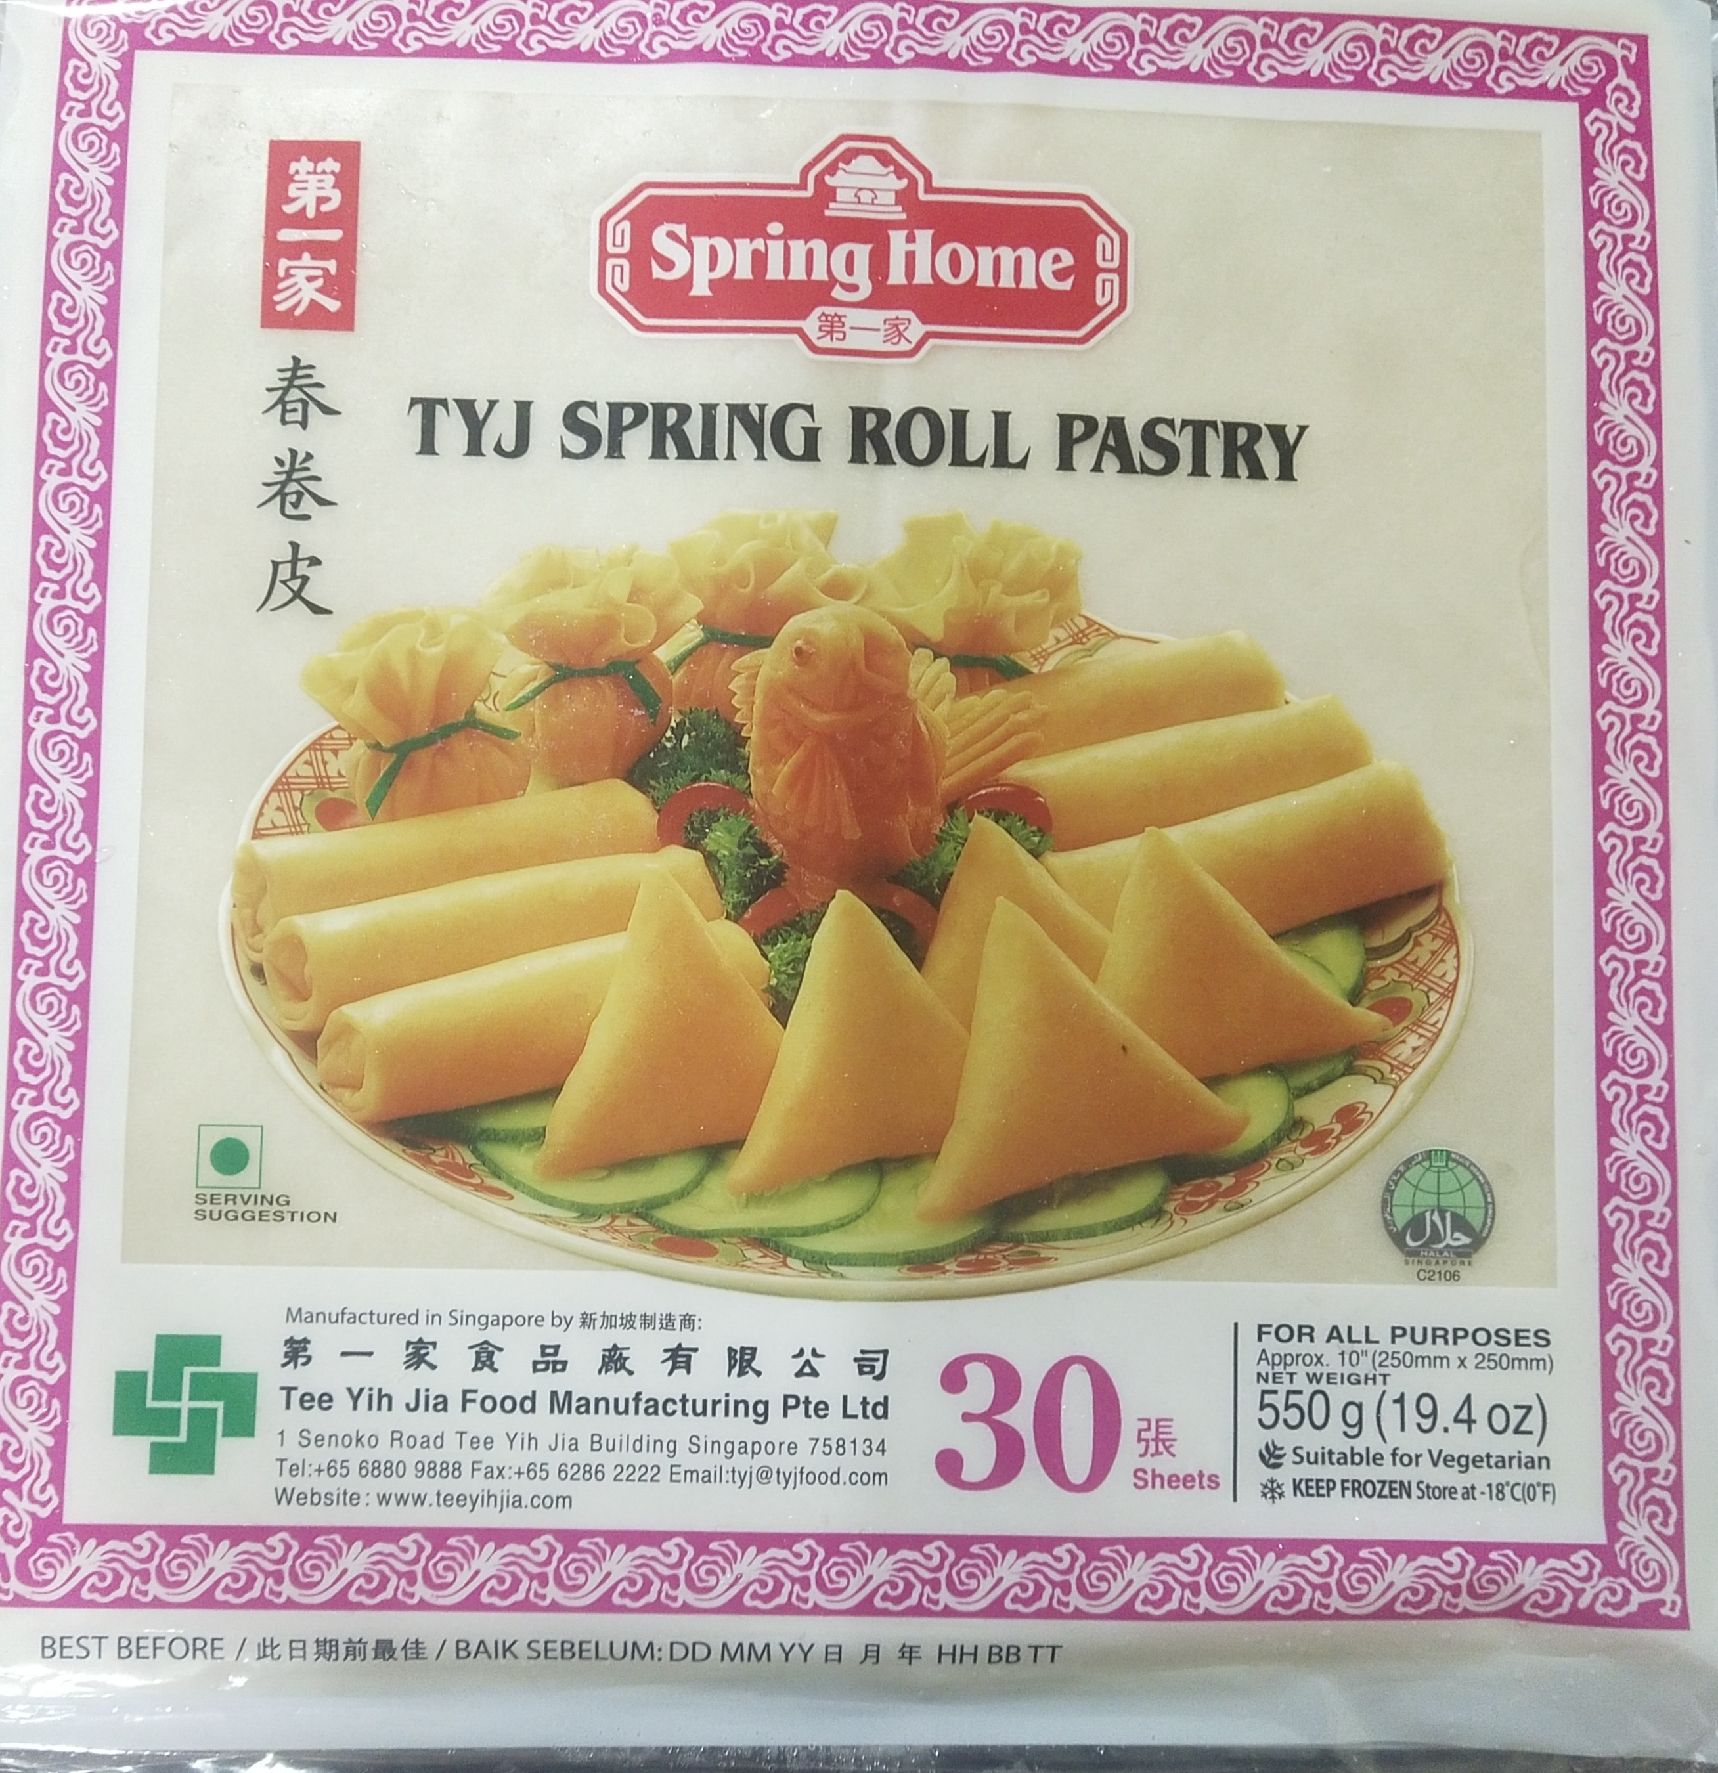 第一家
Spring Home
第一家
春卷皮
TYJ SPRING ROLL PASTRY
SERVING
SUGGESTION
حلال
HALAL
SINGAPORE
C2106
Manufactured in Singapore by 新加坡制造商:
第一家食品廠有限公司
Tee Yih Jia Food Manufacturing Pte Ltd
1 Senoko Road Tee Yih Jia Building Singapore 758134
Tel:+65 6880 9888 Fax:+65 6286 2222 Email:tyj@tyjfood.com
Website: www.teeyihjia.com
30 張
Sheets
FOR ALL PURPOSES
Approx. 10" (250mm x 250mm)
NET WEIGHT
550 g (19.4 oz)
Suitable for Vegetarian
KEEP FROZEN Store at -18°C(0°F)
BEST BEFORE / 此日期前最佳 / BAIK SEBELUM: DD MM YY 日 月 年 HH BB TT